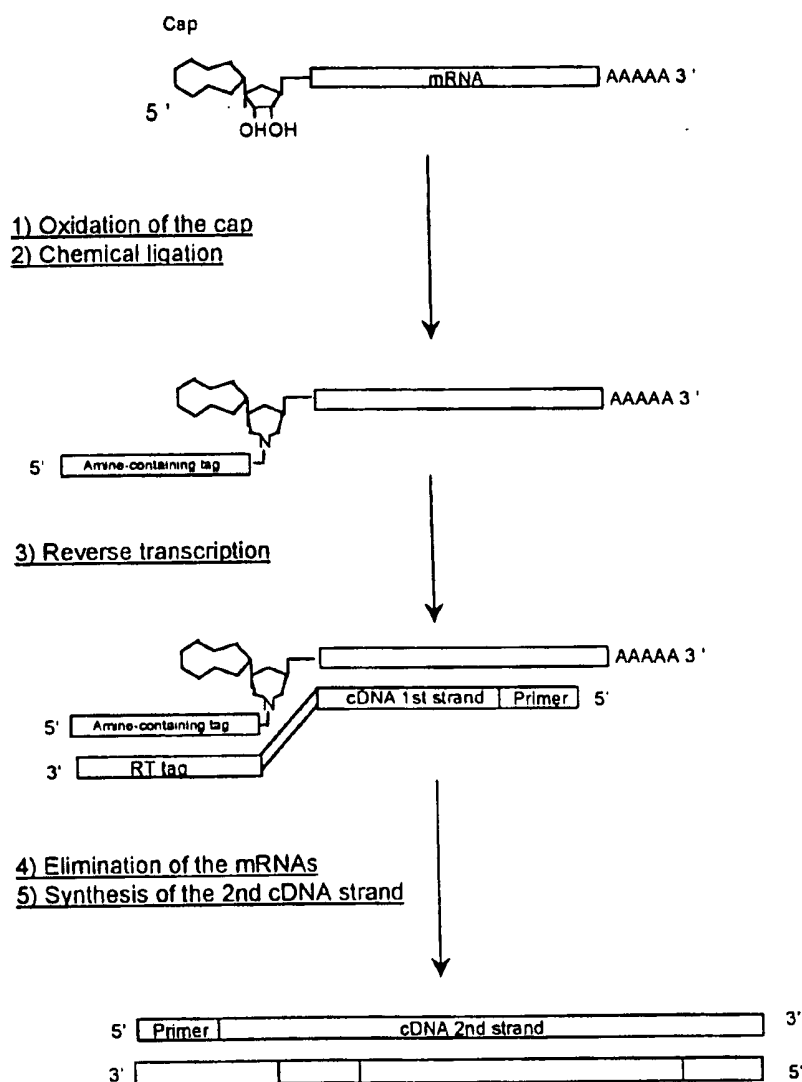 Cap
mRNA AAAAA 3 '
5 '
OHOH
1) Oxidation of the cap
2) Chemical ligation
AAAAA 3 '
N
5' Amine-containing tag
3) Reverse transcription
AAAAA 3 '
cDNA 1st strand Primer 5'
N
5' Amine-containing tag
3' RT tag
4) Elimination of the mRNAs
5) Synthesis of the 2nd cDNA strand
5' Primer cDNA 2nd strand 3'
3' 5'